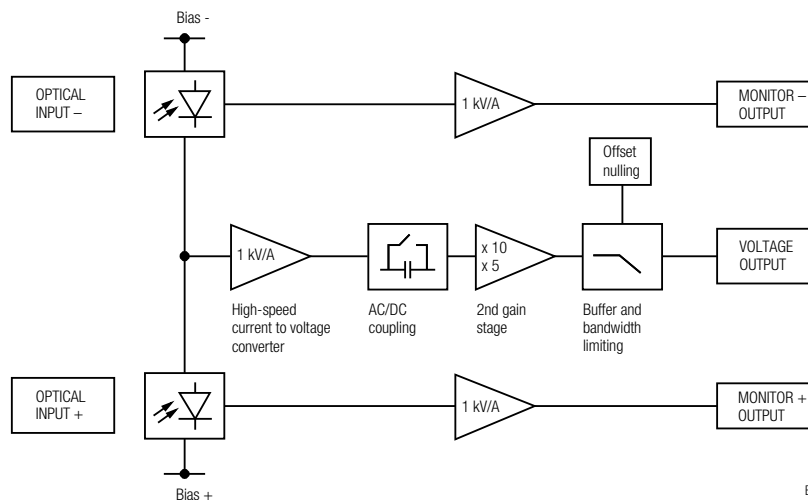 Bias -
OPTICAL
INPUT –
1 kV/A
MONITOR –
OUTPUT
Offset
nulling
1 kV/A
x 10
x 5
VOLTAGE
OUTPUT
High-speed
current to voltage
converter
AC/DC
coupling
2nd gain
stage
Buffer and
bandwidth
limiting
OPTICAL
INPUT +
1 kV/A
MONITOR +
OUTPUT
Bias +